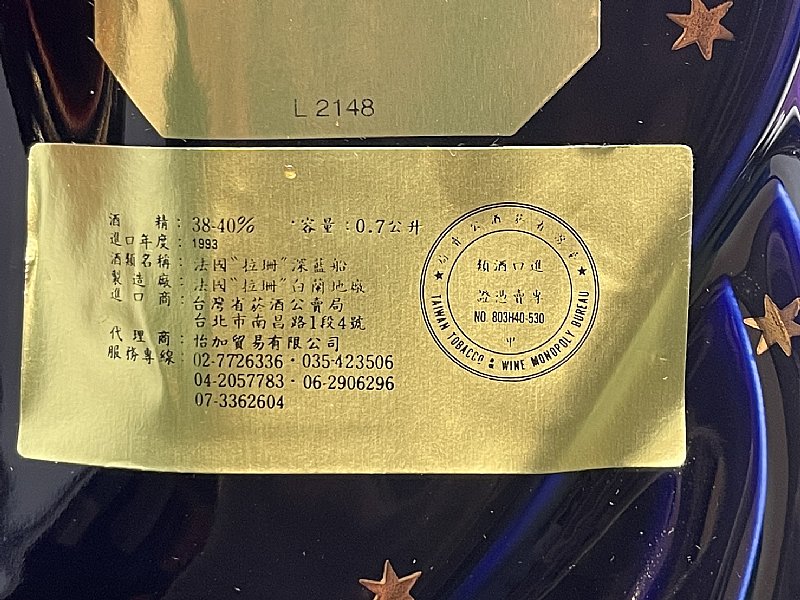 L 2148
酒精：38-40% ·容量：0.7公升
進口年度：1993
酒類名稱：法國"拉珊"深藍船
製造廠：法國"拉珊"白蘭地廠
進口商：台灣省菸酒公賣局
台北市南昌路1段4號
代理商：怡加貿易有限公司
服務專線：02-7726336·035-423506
04-2057783·06-2906296
07-3362604
類酒口進
證憑賣專
NO. 803H40-530
甲
TAIWAN TOBACCO & WINE MONOPOLY BUREAU